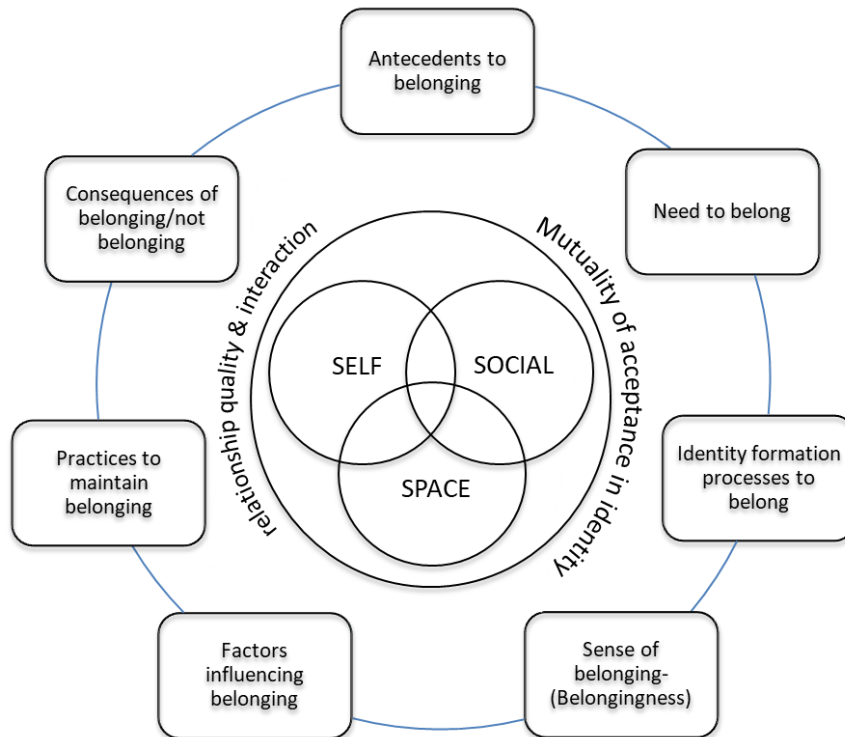 Antecedents to
belonging
Need to belong
Identity formation
processes to
belong
Sense of
belonging-
(Belongingness)
Factors
influencing
belonging
Practices to
maintain
belonging
Consequences of
belonging/not
belonging
relationship quality & interaction
Mutuality of acceptance in identity
SELF
SOCIAL
SPACE